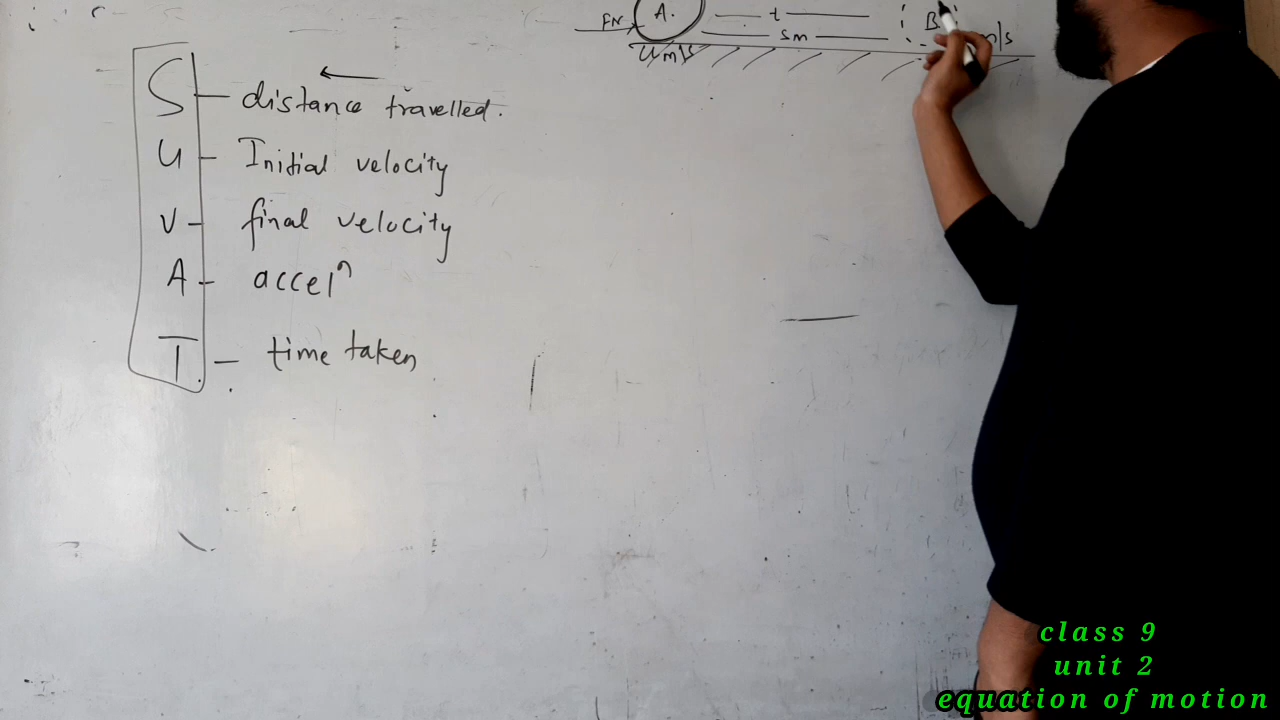 FN
A.
t
B
Sm
m/s
U m/s
S - distance travelled.
U - Initial velocity
V - final velocity
A - accelⁿ
T - time taken
class 9
unit 2
equation of motion